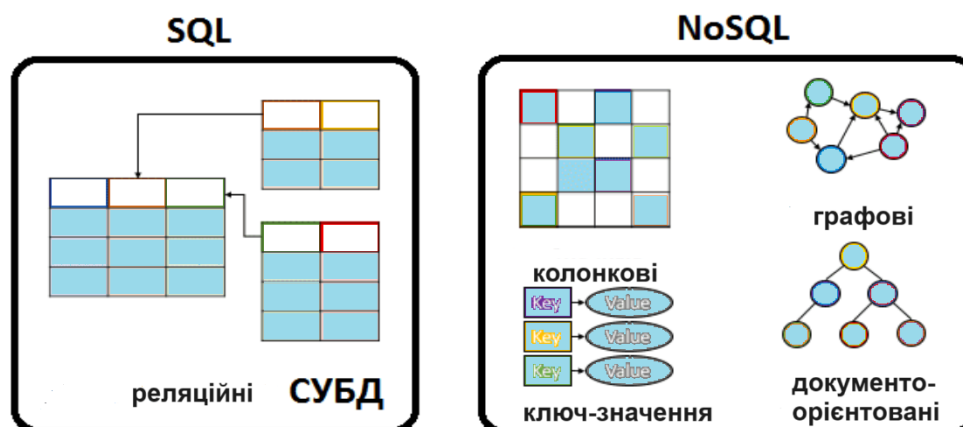 SQL
реляційні
СУБД
NoSQL
колонкові
графові
Key
Value
Key
Value
Key
Value
ключ-значення
документо-
орієнтовані